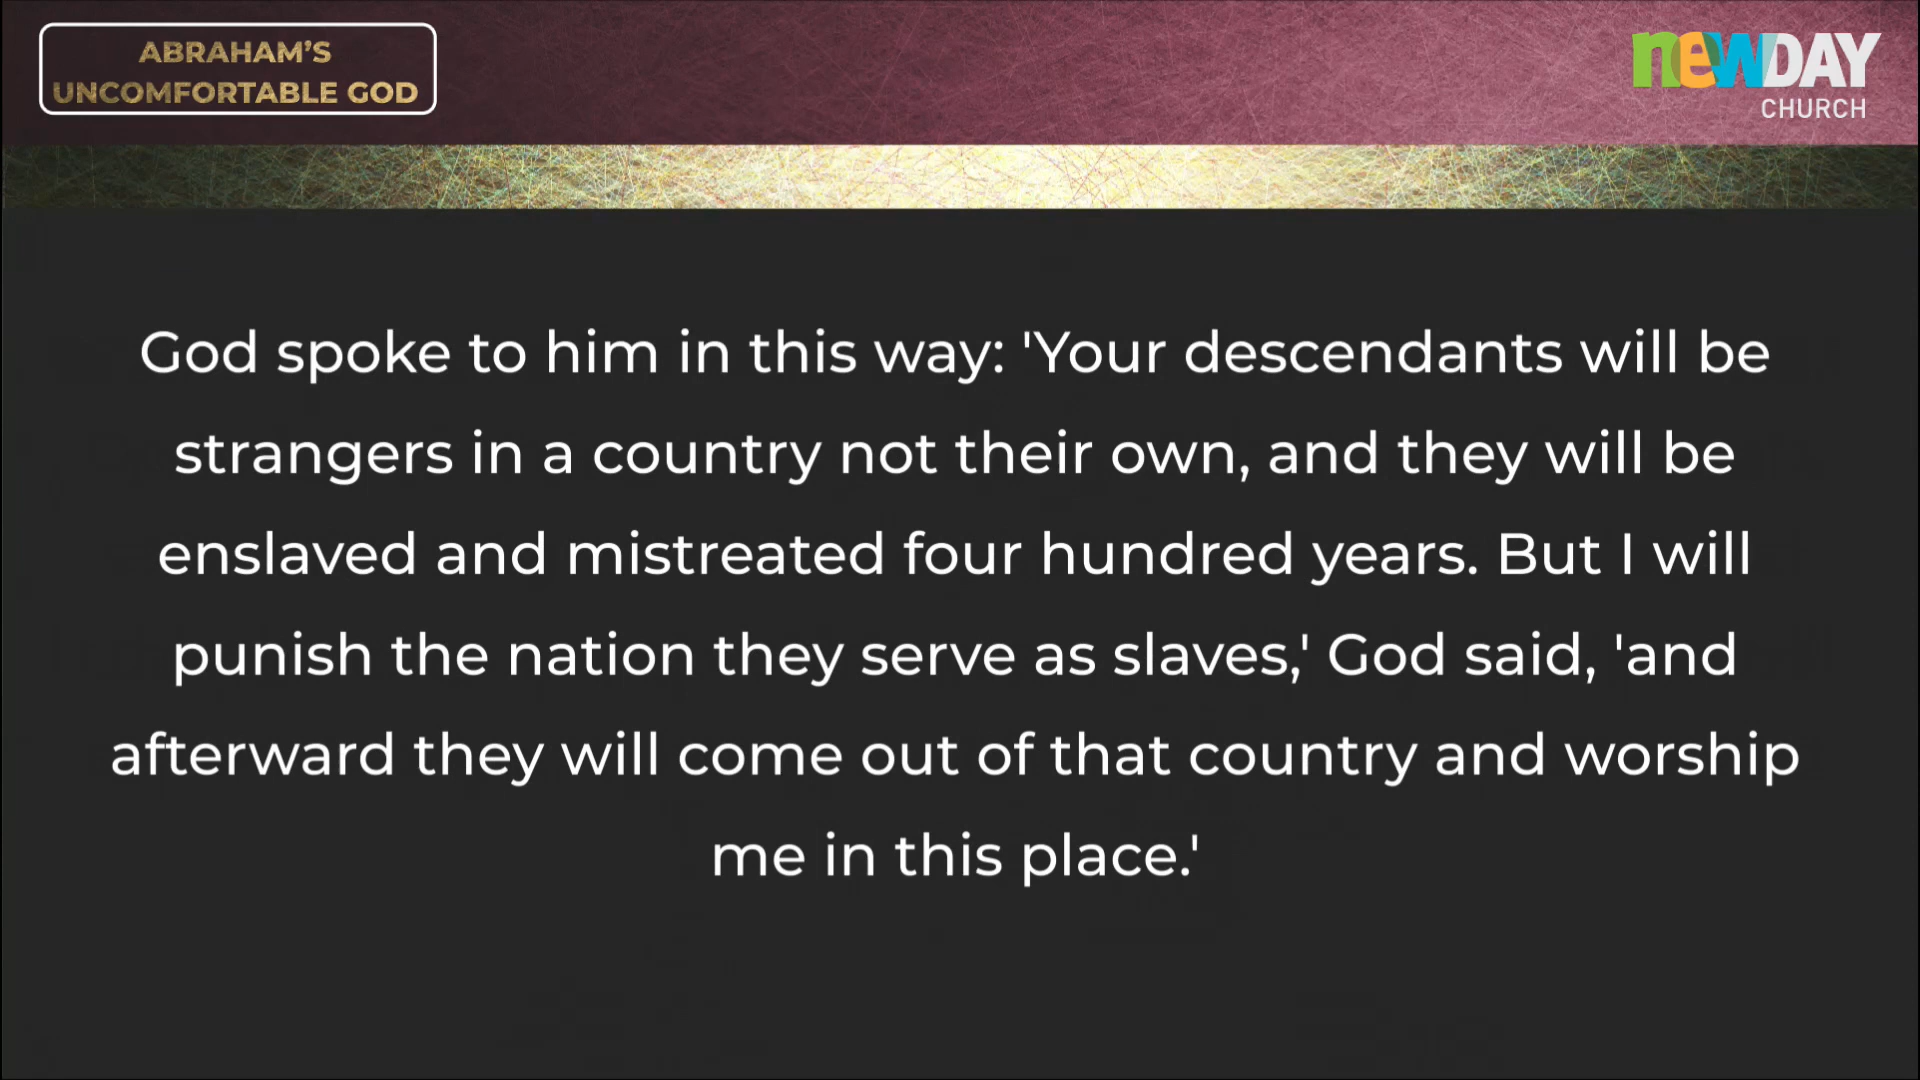 ABRAHAM’S
UNCOMFORTABLE GOD
newDAY
CHURCH
God spoke to him in this way: 'Your descendants will be
strangers in a country not their own, and they will be
enslaved and mistreated four hundred years. But I will
punish the nation they serve as slaves,' God said, 'and
afterward they will come out of that country and worship
me in this place.'